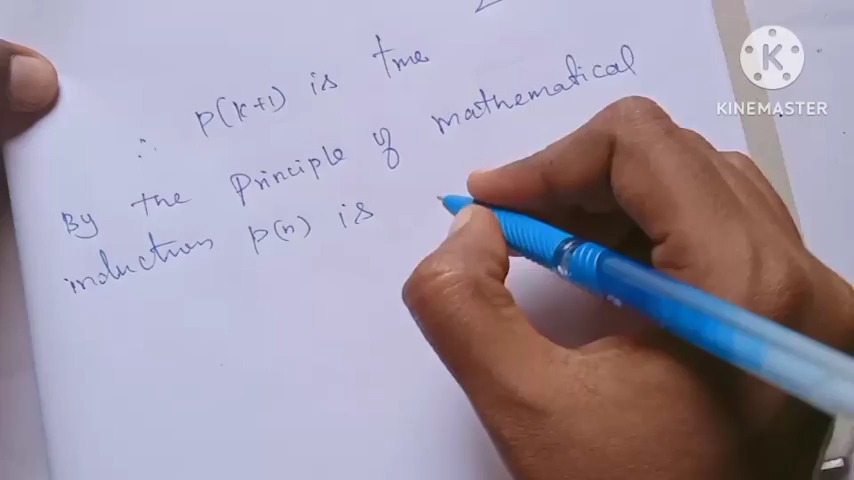 ∴ P(k+1) is true
By the Principle of mathematical
induction P(n) is
KINEMASTER